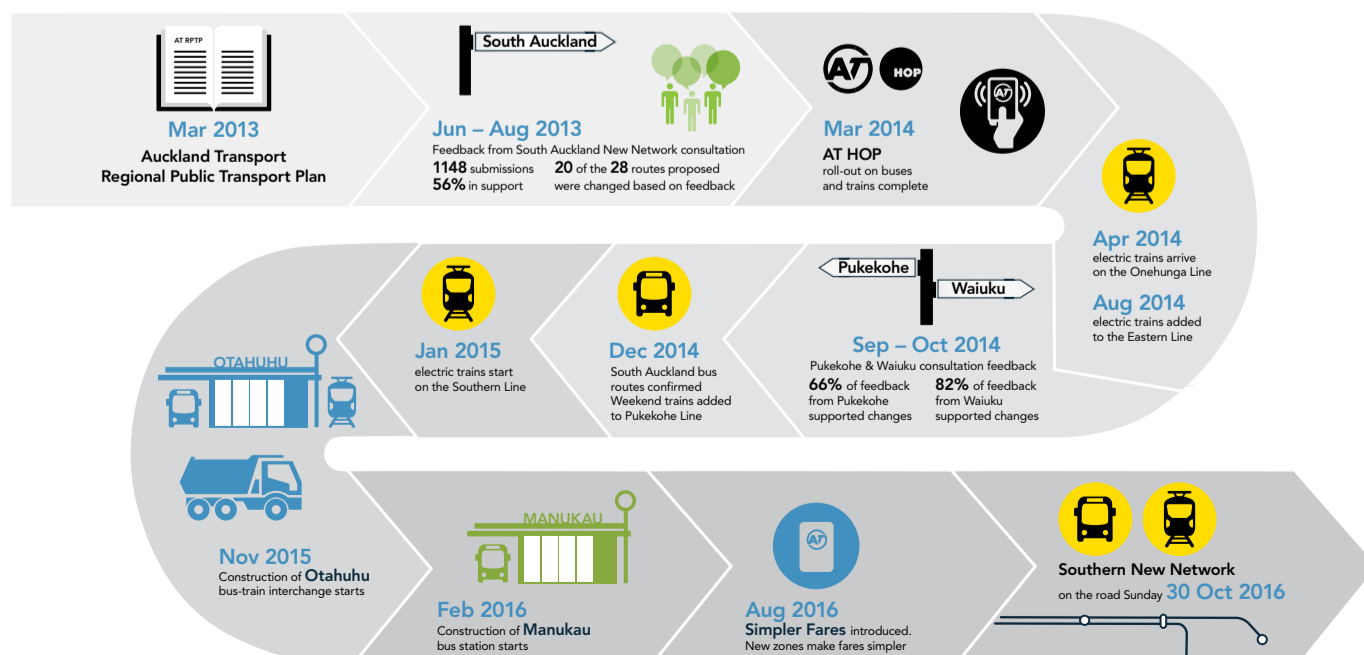 AT RPTP
Mar 2013
Auckland Transport
Regional Public Transport Plan
South Auckland
Jun – Aug 2013
Feedback from South Auckland New Network consultation
1148 submissions
56% in support
20 of the 28 routes proposed
were changed based on feedback
AT HOP
AT
Mar 2014
AT HOP
roll-out on buses
and trains complete
Apr 2014
electric trains arrive
on the Onehunga Line
Aug 2014
electric trains added
to the Eastern Line
Pukekohe
Waiuku
Sep – Oct 2014
Pukekohe & Waiuku consultation feedback
66% of feedback
from Pukekohe
supported changes
82% of feedback
from Waiuku
supported changes
Dec 2014
South Auckland bus
routes confirmed
Weekend trains added
to Pukekohe Line
Jan 2015
electric trains start
on the Southern Line
OTAHUHU
Nov 2015
Construction of Otahuhu
bus-train interchange starts
MANUKAU
Feb 2016
Construction of Manukau
bus station starts
AT
Aug 2016
Simpler Fares introduced.
New zones make fares simpler
Southern New Network
on the road Sunday 30 Oct 2016